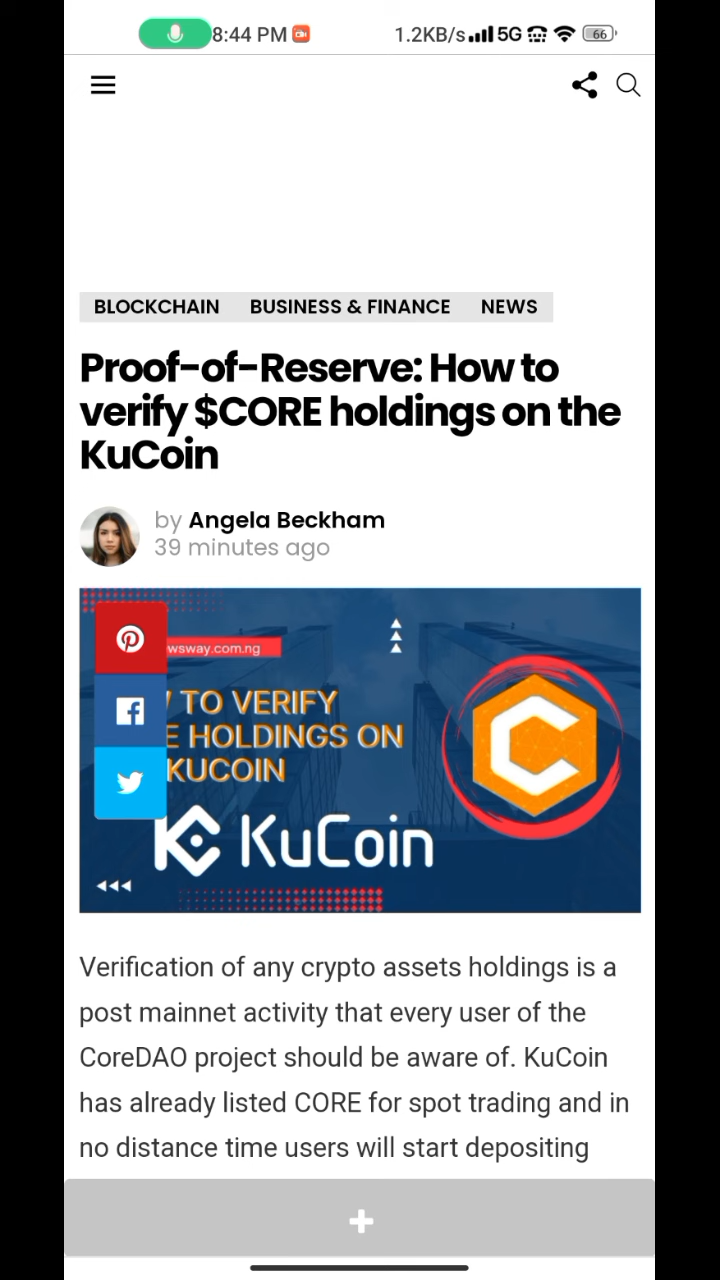 8:44 PM 1.2KB/s 5G 66
BLOCKCHAIN BUSINESS & FINANCE NEWS
Proof-of-Reserve: How to
verify $CORE holdings on the
KuCoin
by Angela Beckham
39 minutes ago
wsway.com.ng
TO VERIFY
E HOLDINGS ON
KUCOIN
KuCoin
Verification of any crypto assets holdings is a
post mainnet activity that every user of the
CoreDAO project should be aware of. KuCoin
has already listed CORE for spot trading and in
no distance time users will start depositing